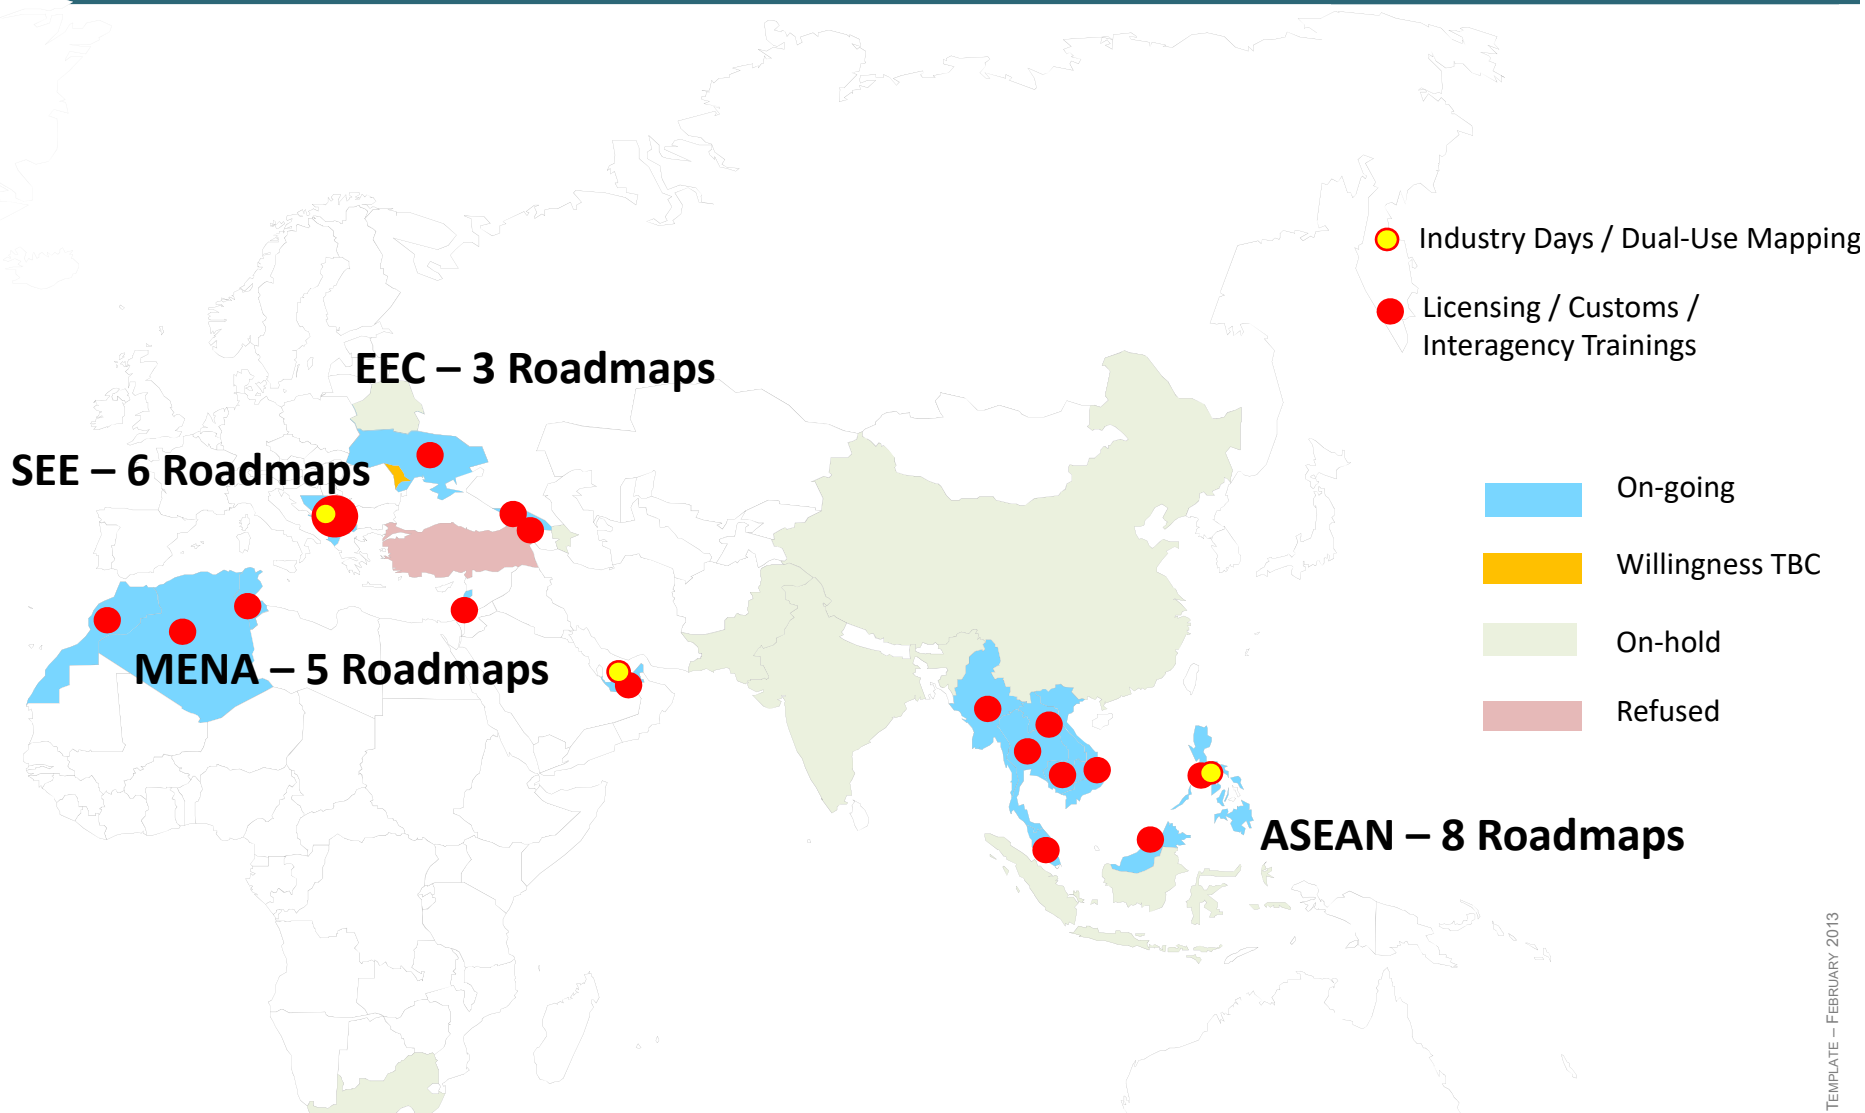 Industry Days / Dual-Use Mapping
Licensing / Customs /
Interagency Trainings
EEC – 3 Roadmaps
SEE – 6 Roadmaps
On-going
Willingness TBC
On-hold
Refused
MENA – 5 Roadmaps
ASEAN – 8 Roadmaps
TEMPLATE – FEBRUARY 2013